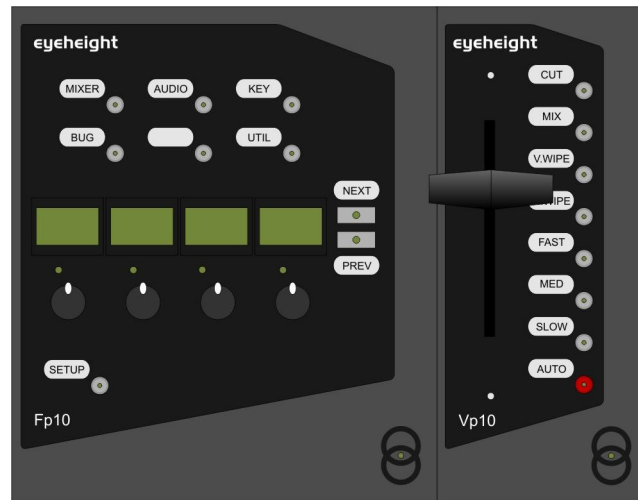 eyeheight
MIXER AUDIO KEY
BUG UTIL
NEXT
PREV
SETUP
Fp10
eyeheight
CUT
MIX
V.WIPE
FAST
MED
SLOW
AUTO
Vp10